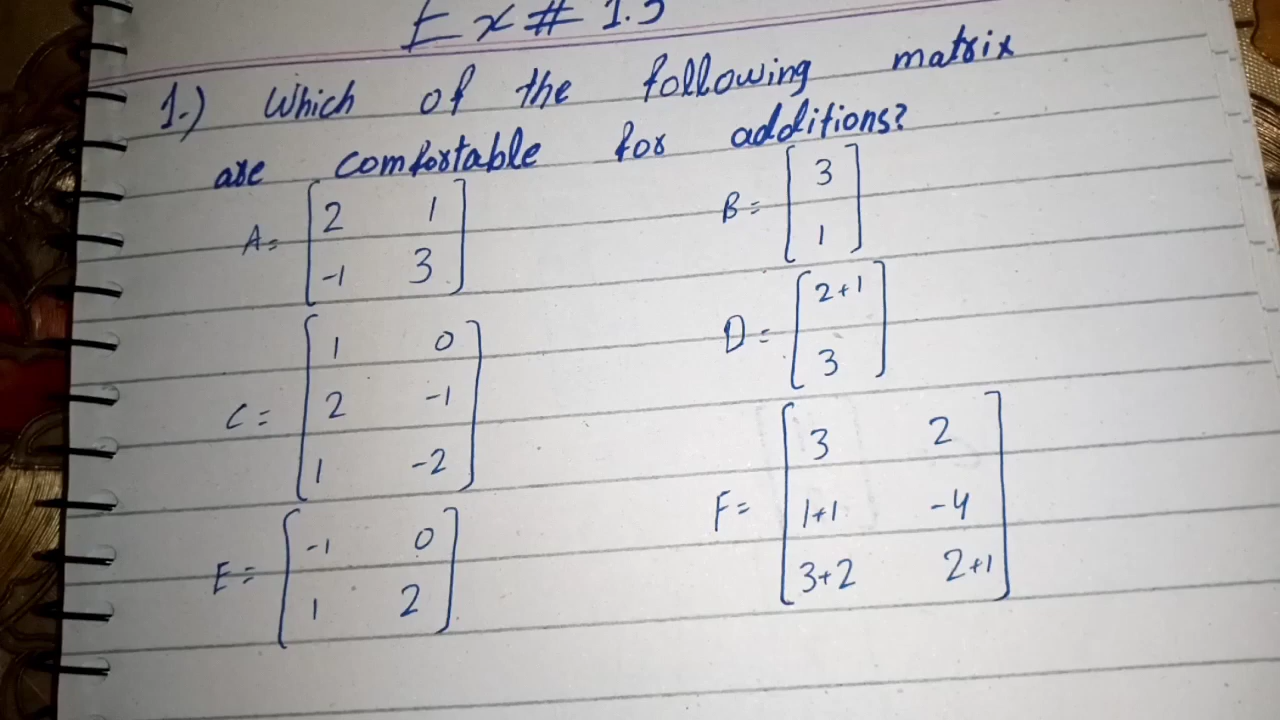 Ex # 1.3
1.) Which of the following matrix
are comfortable for additions?
A= [2 1
-1 3]
B= [3
1]
C= [1 0
2 -1
1 -2]
D= [2+1
3]
E= [-1 0
1 2]
F= [3 2
1+1 -4
3+2 2+1]